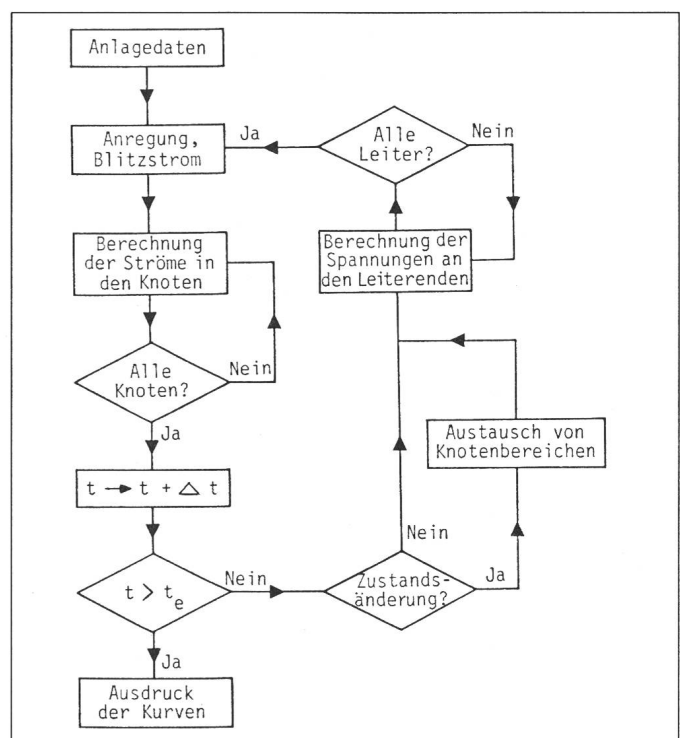 Anlagedaten
Anregung,
Blitzstrom
Ja
Alle
Leiter?
Nein
Berechnung
der Ströme in
den Knoten
Berechnung der
Spannungen an
den Leiterenden
Alle
Knoten?
Nein
Ja
Austausch von
Knotenbereichen
t → t + △ t
t > te
Nein
Nein
Zustands-
änderung?
Ja
Ja
Ausdruck
der Kurven